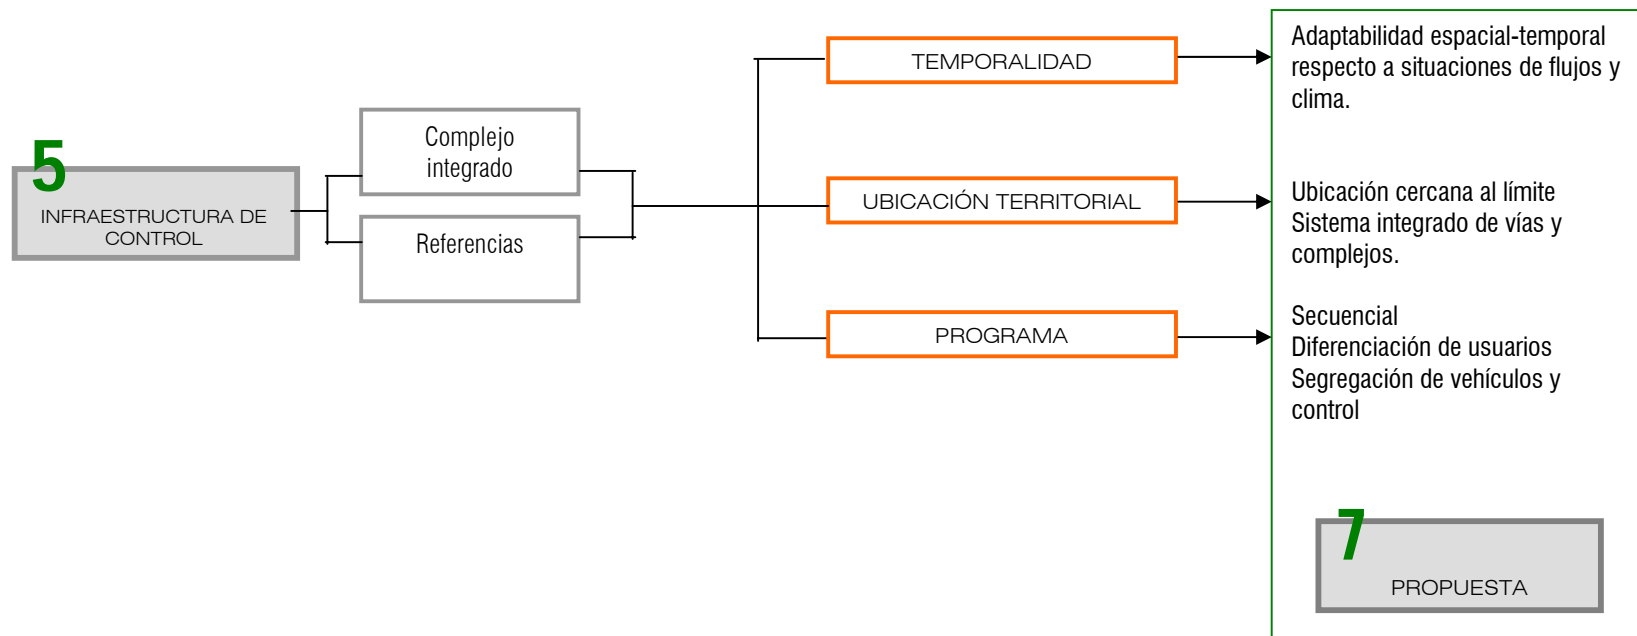 5
INFRAESTRUCTURA DE
CONTROL
Complejo
integrado
Referencias
TEMPORALIDAD
UBICACIÓN TERRITORIAL
PROGRAMA
Adaptabilidad espacial-temporal
respecto a situaciones de flujos y
clima.
Ubicación cercana al límite
Sistema integrado de vías y
complejos.
Secuencial
Diferenciación de usuarios
Segregación de vehículos y
control
7
PROPUESTA